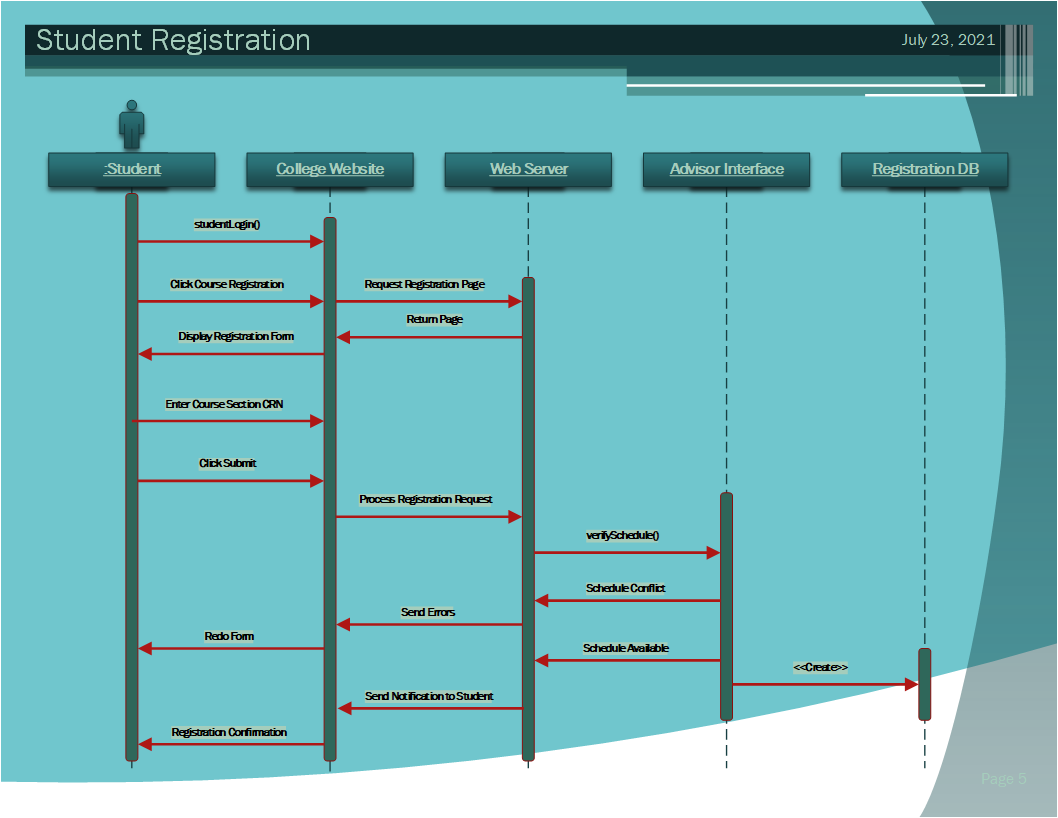 Student Registration
July 23, 2021
:Student
College Website
Web Server
Advisor Interface
Registration DB
studentLogin()
Click Course Registration
Request Registration Page
Return Page
Display Registration Form
Enter Course Section CRN
Click Submit
Process Registration Request
verifySchedule()
Schedule Conflict
Send Errors
Redo Form
Schedule Available
<<Create>>
Send Notification to Student
Registration Confirmation
Page 5